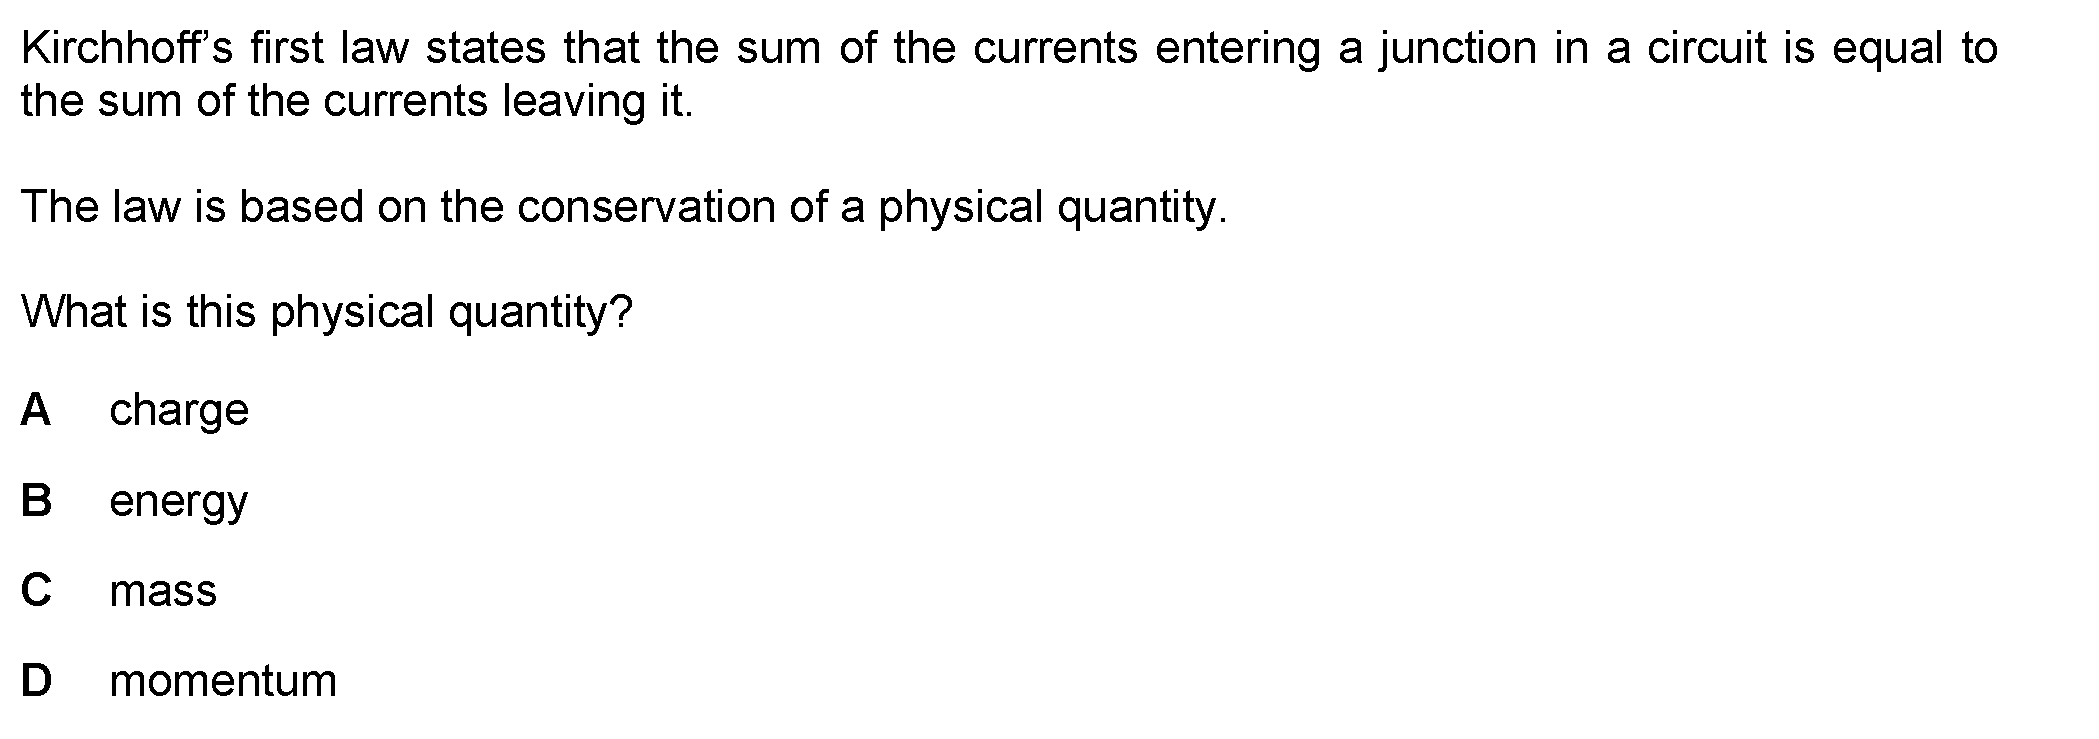 Kirchhoff’s first law states that the sum of the currents entering a junction in a circuit is equal to
the sum of the currents leaving it.
The law is based on the conservation of a physical quantity.
What is this physical quantity?
A charge
B energy
C mass
D momentum